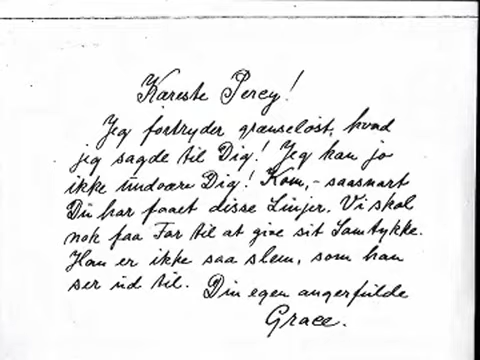 Kæreste Percy!
Jeg fortryder grænseløst, hvad
jeg sagde til Dig! Jeg kan jo
ikke undvære Dig! Kom, - saasnart
Du har faaet disse Linjer. Vi skal
nok faa Far til at give sit Samtykke.
Han er ikke saa slem, som han
ser ud til. Din egen angerfulde
Grace.